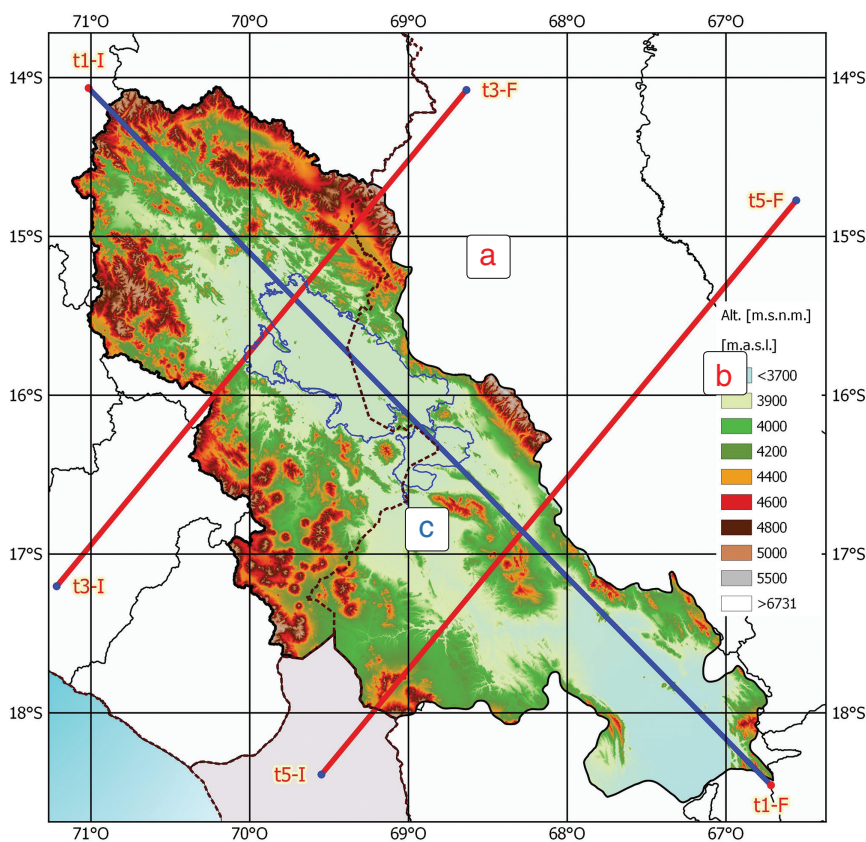 71°O 70°O 69°O 68°O 67°O
14°S 14°S
t1-I
t3-F
t5-F
15°S 15°S
a
Alt. [m.s.n.m.]
[m.a.s.l.]
b
<3700
16°S 16°S
3900
4000
4200
4400
4600
c
4800
17°S 17°S
5000
5500
t3-I
>6731
18°S 18°S
t5-I
t1-F
71°O 70°O 69°O 68°O 67°O